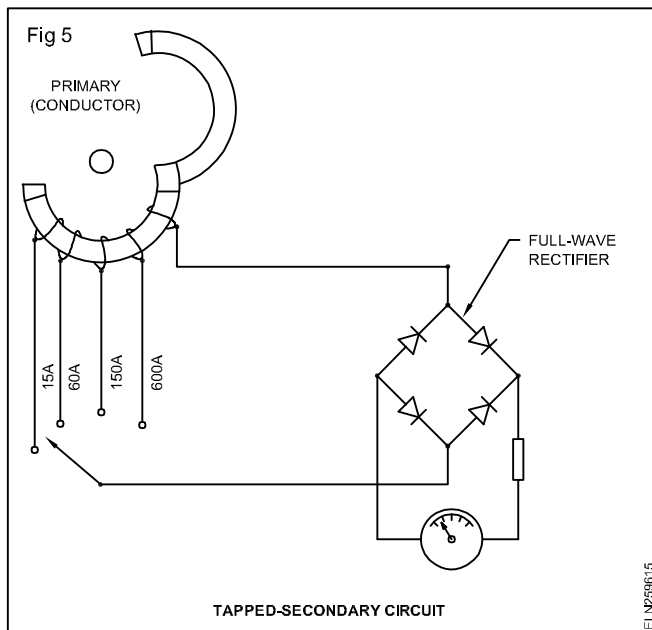 Fig 5
PRIMARY
(CONDUCTOR)
FULL-WAVE
RECTIFIER
15A
60A
150A
600A
TAPPED-SECONDARY CIRCUIT
ELN259615